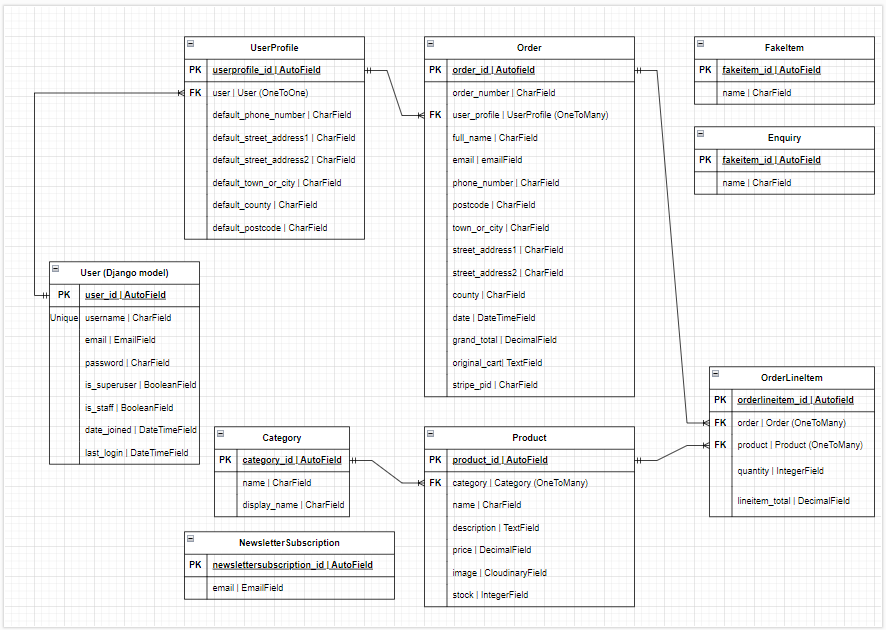 UserProfile
PK userprofile_id | AutoField
FK user | User (OneToOne)
default_phone_number | CharField
default_street_address1 | CharField
default_street_address2 | CharField
default_town_or_city | CharField
default_county | CharField
default_postcode | CharField
Order
PK order_id | Autofield
order_number | CharField
FK user_profile | UserProfile (OneToMany)
full_name | CharField
email | emailField
phone_number | CharField
postcode | CharField
town_or_city | CharField
street_address1 | CharField
street_address2 | CharField
county | CharField
date | DateTimeField
grand_total | DecimalField
original_cart| TextField
stripe_pid | CharField
FakeItem
PK fakeitem_id | AutoField
name | CharField
Enquiry
PK fakeitem_id | AutoField
name | CharField
User (Django model)
PK user_id | AutoField
Unique username | CharField
email | EmailField
password | CharField
is_superuser | BooleanField
is_staff | BooleanField
date_joined | DateTimeField
last_login | DateTimeField
OrderLineItem
PK orderlineitem_id | Autofield
FK order | Order (OneToMany)
FK product | Product (OneToMany)
quantity | IntegerField
lineitem_total | DecimalField
Category
PK category_id | AutoField
name | CharField
display_name | CharField
Product
PK product_id | AutoField
FK category | Category (OneToMany)
name | CharField
description | TextField
price | DecimalField
image | CloudinaryField
stock | IntegerField
NewsletterSubscription
PK newslettersubscription_id | AutoField
email | EmailField